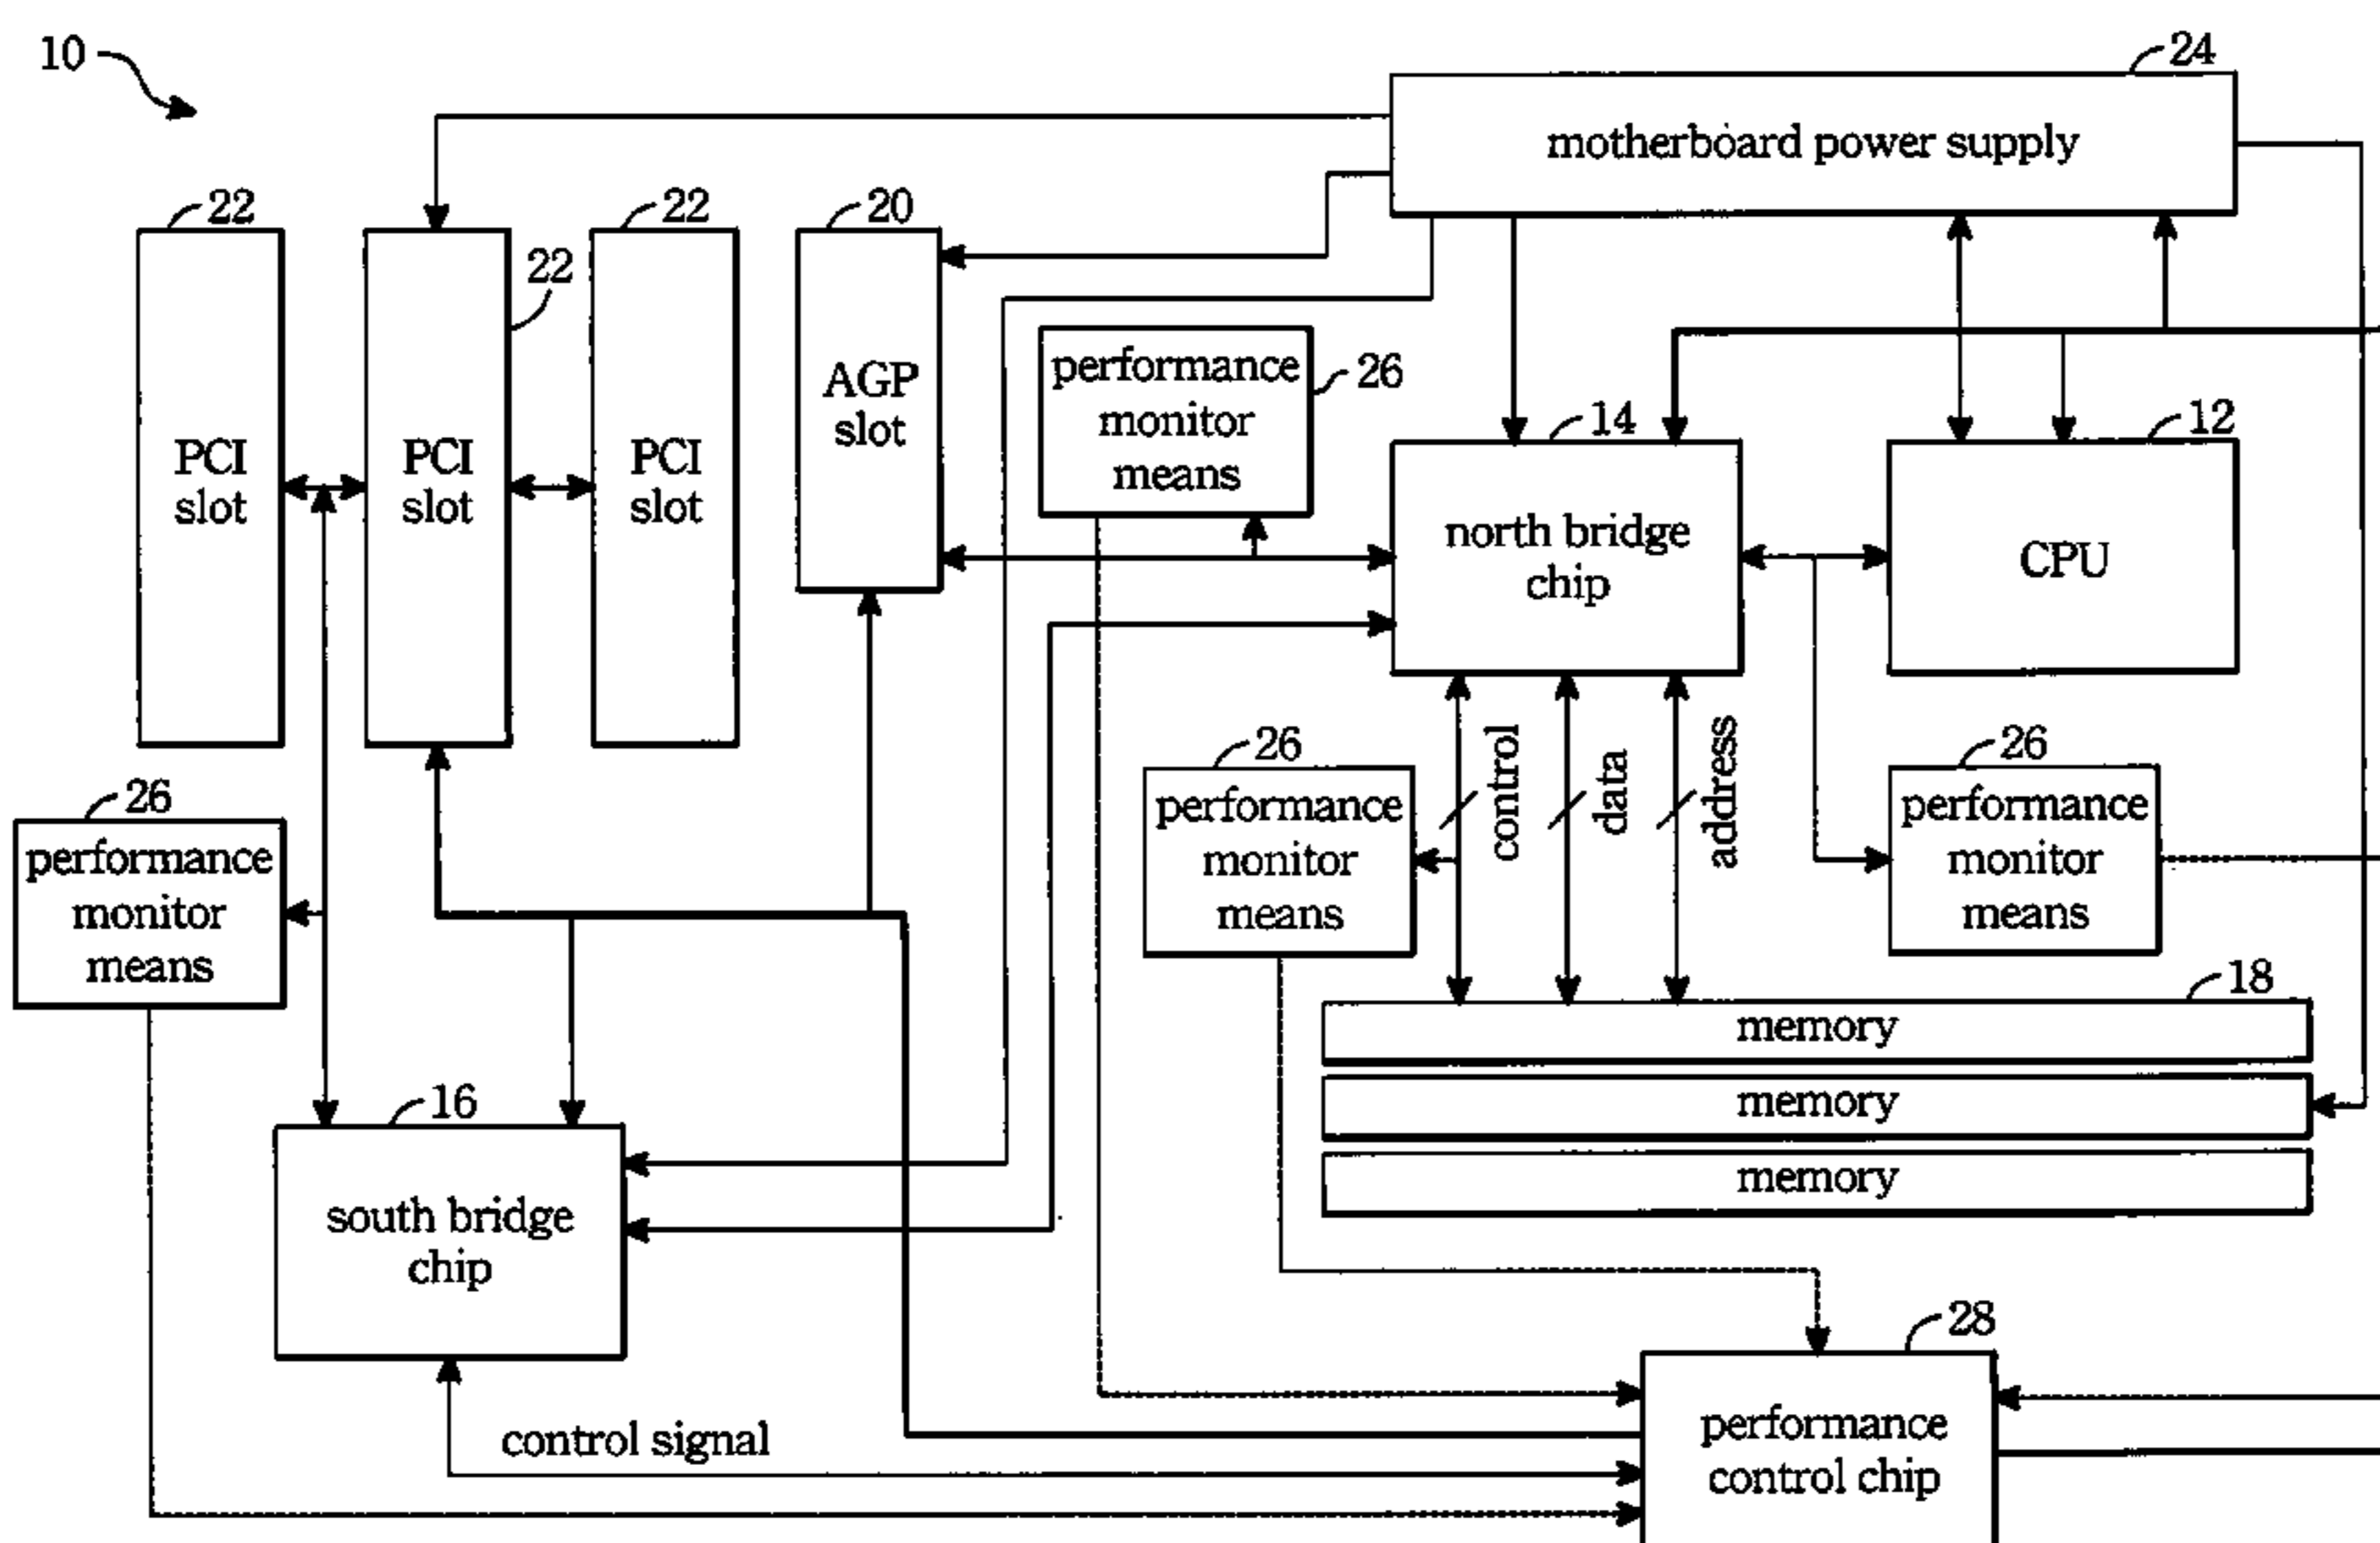 10
24
motherboard power supply
22
22
20
22
PCI
slot
PCI
slot
PCI
slot
AGP
slot
performance
monitor
means
26
14
north bridge
chip
12
CPU
control
data
address
26
performance
monitor
means
26
performance
monitor
means
26
performance
monitor
means
18
memory
memory
memory
16
south bridge
chip
control signal
28
performance
control chip